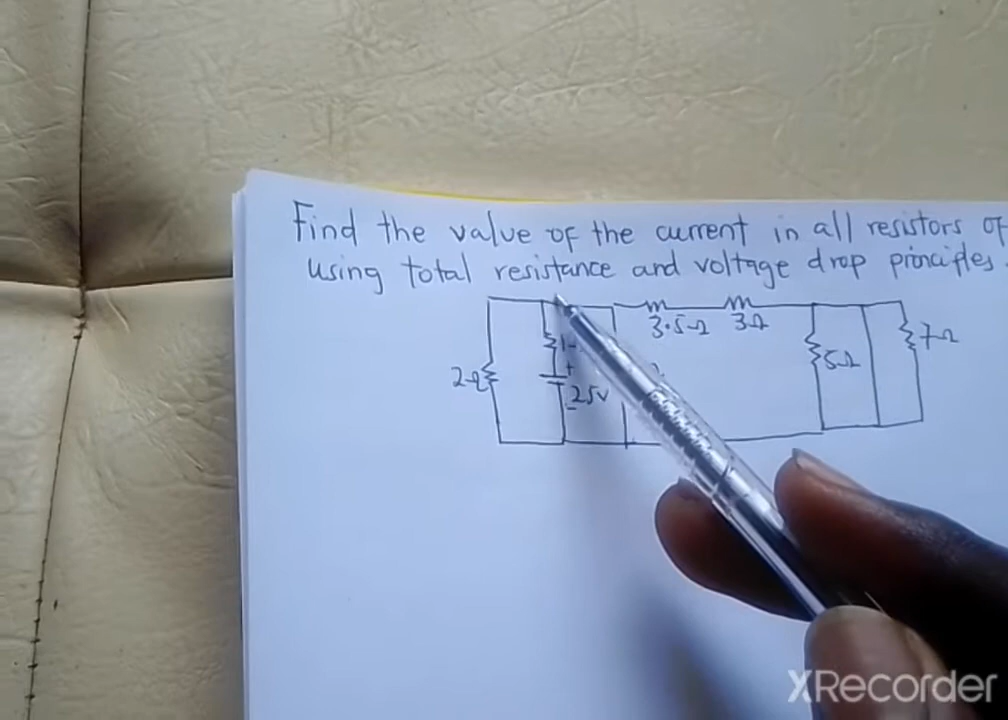 Find the value of the current in all resistors of
using total resistance and voltage drop principles.
3.5Ω 3Ω
2Ω
5Ω
7Ω
+
25V
-
XRecorder